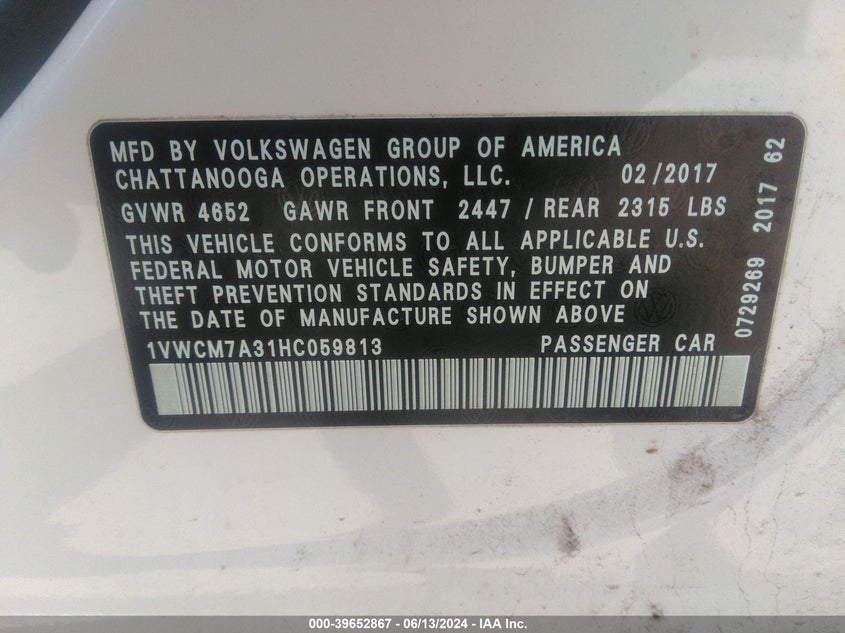 MFD BY VOLKSWAGEN GROUP OF AMERICA
CHATTANOOGA OPERATIONS, LLC. 02/2017
GVWR 4652 GAWR FRONT 2447 / REAR 2315 LBS
THIS VEHICLE CONFORMS TO ALL APPLICABLE U.S.
FEDERAL MOTOR VEHICLE SAFETY, BUMPER AND
THEFT PREVENTION STANDARDS IN EFFECT ON
THE DATE OF MANUFACTURE SHOWN ABOVE
1VWCM7A31HC059813 PASSENGER CAR
0729269 2017 62
000-39652867 - 06/13/2024 - IAA Inc.